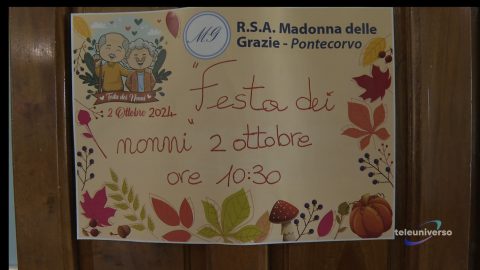 MG
R.S.A. Madonna delle
Grazie - Pontecorvo
Festa dei Nonni
2 Ottobre 2024
"Festa dei
nonni" 2 ottobre
ore 10:30
teleuniverso